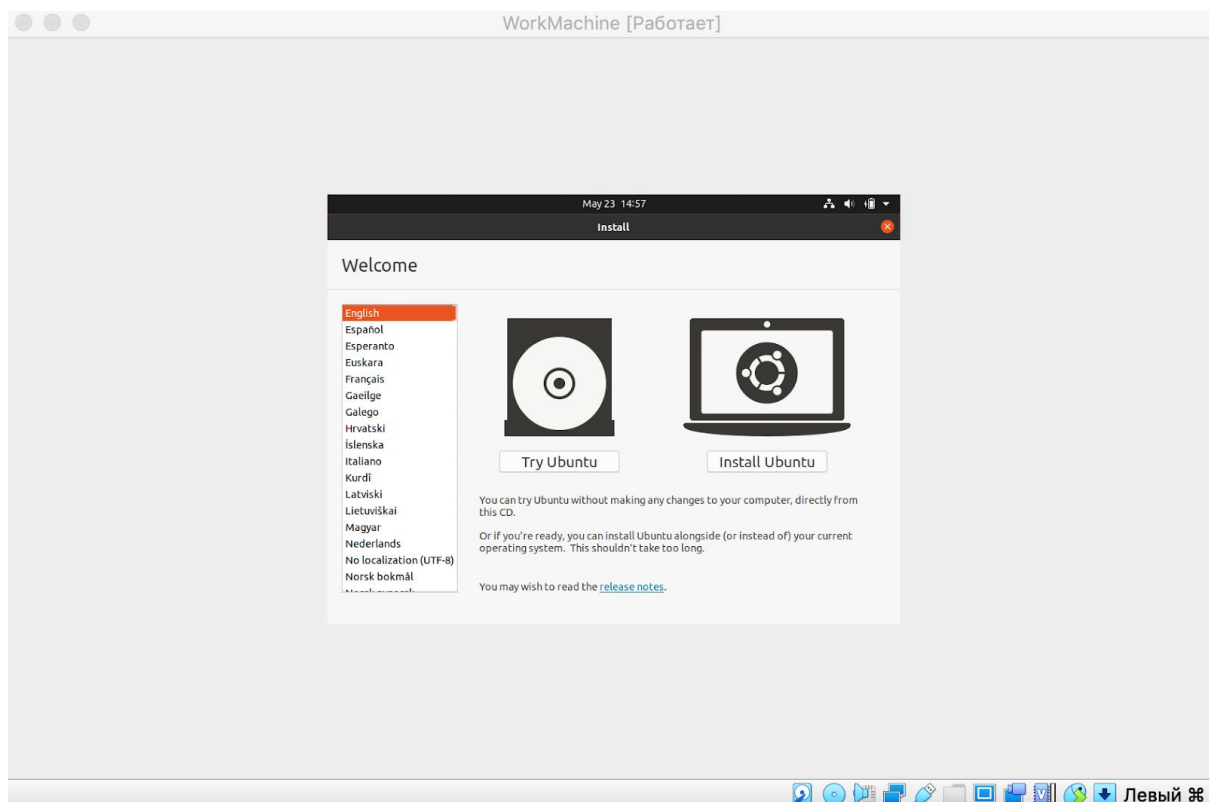 WorkMachine [Работает]
May 23 14:57
Install
Welcome
English
Español
Esperanto
Euskara
Français
Gaeilge
Galego
Hrvatski
Íslenska
Italiano
Kurdî
Latviski
Lietuviškai
Magyar
Nederlands
No localization (UTF-8)
Norsk bokmål
Try Ubuntu
Install Ubuntu
You can try Ubuntu without making any changes to your computer, directly from
this CD.
Or if you're ready, you can install Ubuntu alongside (or instead of) your current
operating system. This shouldn't take too long.
You may wish to read the release notes.
Левый ⌘